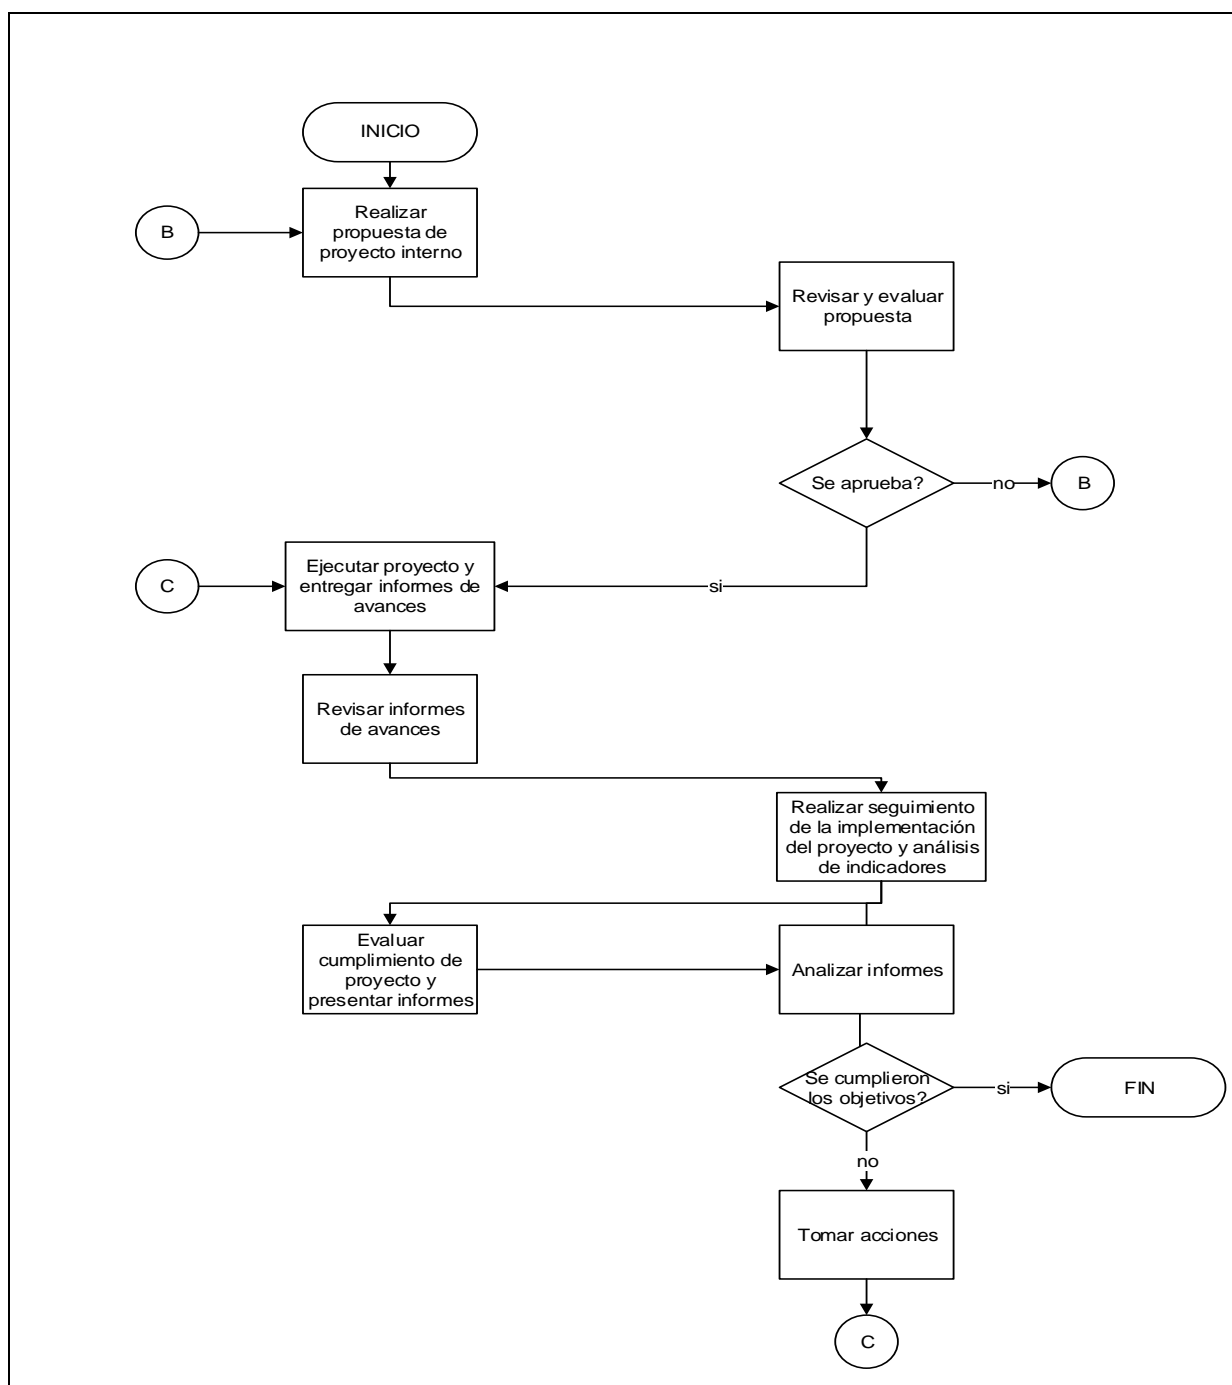 INICIO
B
Realizar
propuesta de
proyecto interno
Revisar y evaluar
propuesta
Se aprueba?
no
B
C
Ejecutar proyecto y
entregar informes de
avances
si
Revisar informes
de avances
Realizar seguimiento
de la implementación
del proyecto y análisis
de indicadores
Evaluar
cumplimiento de
proyecto y
presentar informes
Analizar informes
Se cumplieron
los objetivos?
si
FIN
no
Tomar acciones
C